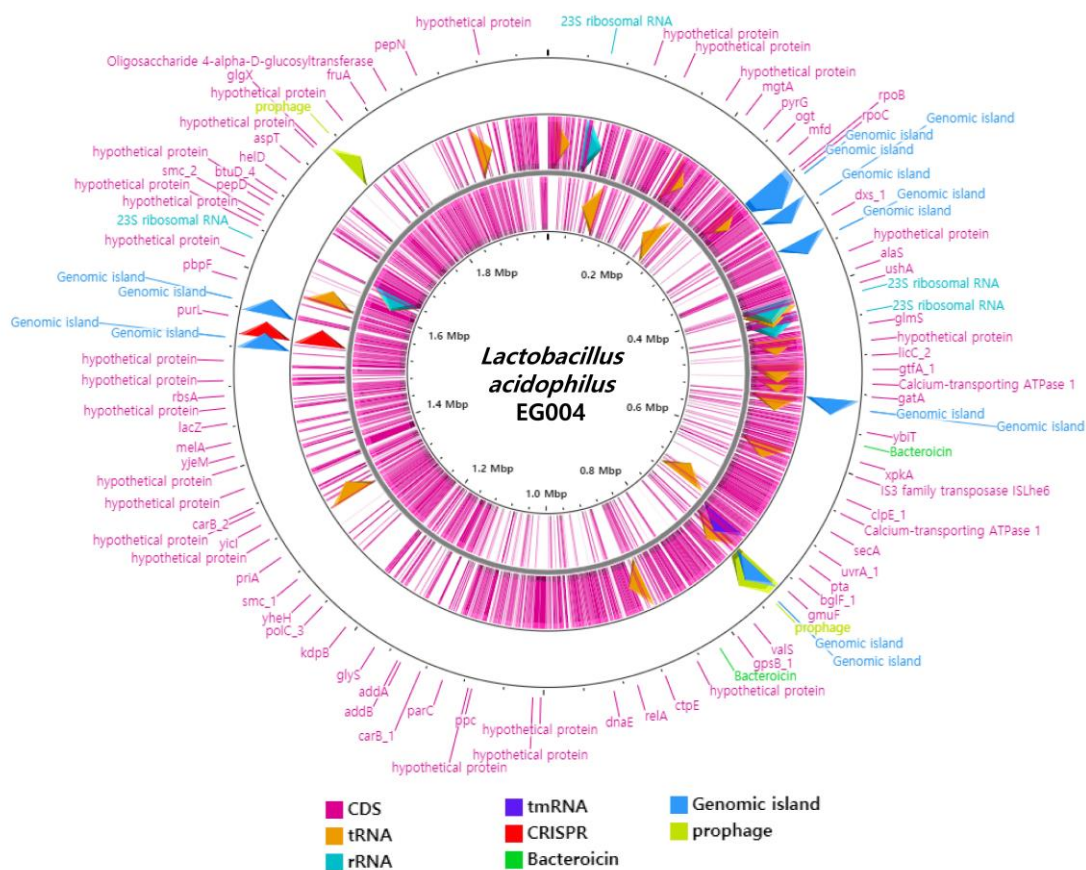 hypothetical protein
23S ribosomal RNA
hypothetical protein
hypothetical protein
hypothetical protein
mgtA
pyrG
ogt
mfd
rpoB
rpoC
Genomic island
Genomic island
Genomic island
Genomic island
dxs_1
Genomic island
Genomic island
hypothetical protein
alaS
ushA
23S ribosomal RNA
23S ribosomal RNA
glmS
hypothetical protein
licC_2
gtfA_1
Calcium-transporting ATPase 1
gatA
Genomic island
Genomic island
ybiT
Bacteroicin
xpkA
IS3 family transposase ISLhe6
clpE_1
Calcium-transporting ATPase 1
secA
uvrA_1
pta
bglF_1
gmuF
prophage
Genomic island
Genomic island
valS
gpsB_1
Bacteroicin
hypothetical protein
ctpE
relA
dnaE
hypothetical protein
hypothetical protein
ppc
hypothetical protein
parC
carB_1
addB
addA
glyS
kdpB
polC_3
yheH
smc_1
priA
hypothetical protein
yicI
hypothetical protein
carB_2
hypothetical protein
hypothetical protein
yjeM
melA
lacZ
hypothetical protein
rbsA
hypothetical protein
hypothetical protein
Genomic island
Genomic island
purL
Genomic island
Genomic island
pbpF
hypothetical protein
23S ribosomal RNA
hypothetical protein
pepD
smc_2
btuD_4
hypothetical protein
helD
aspT
hypothetical protein
prophage
hypothetical protein
glgX
fruA
Oligosaccharide 4-alpha-D-glucosyltransferase
pepN
0.2 Mbp
0.4 Mbp
0.6 Mbp
0.8 Mbp
1.0 Mbp
1.2 Mbp
1.4 Mbp
1.6 Mbp
1.8 Mbp
Lactobacillus
acidophilus
EG004
CDS
tRNA
rRNA
tmRNA
CRISPR
Bacteroicin
Genomic island
prophage